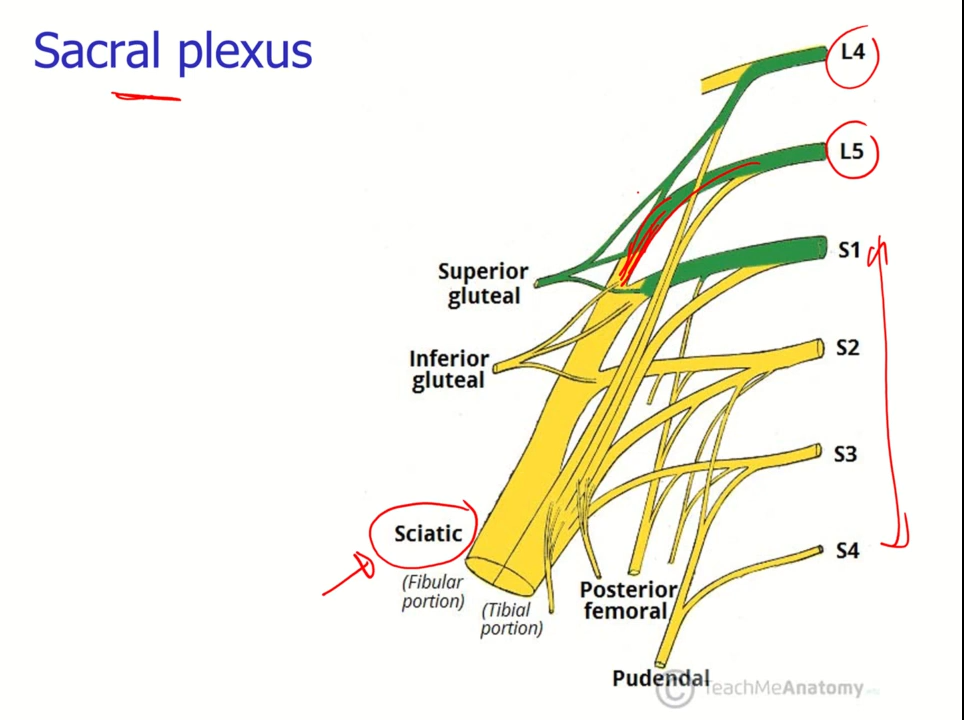 Sacral plexus
L4
L5
S1
Superior
gluteal
S2
Inferior
gluteal
S3
Sciatic
S4
(Fibular
portion)
(Tibial
portion)
Posterior
femoral
Pudendal
© TeachMeAnatomy